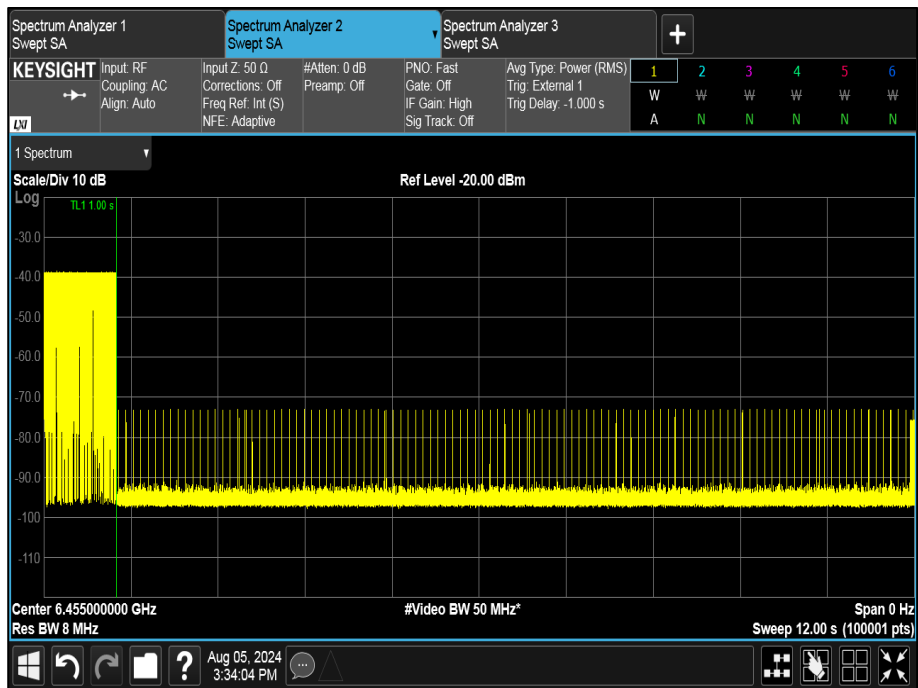 Spectrum Analyzer 1
Swept SA
Spectrum Analyzer 2
Swept SA
Spectrum Analyzer 3
Swept SA
+
KEYSIGHT
LXI
Input: RF
Coupling: AC
Align: Auto
Input Z: 50 Ω
Corrections: Off
Freq Ref: Int (S)
NFE: Adaptive
#Atten: 0 dB
Preamp: Off
PNO: Fast
Gate: Off
IF Gain: High
Sig Track: Off
Avg Type: Power (RMS)
Trig: External 1
Trig Delay: -1.000 s
1 2 3 4 5 6
W W W W W W
A N N N N N
1 Spectrum
Scale/Div 10 dB
Ref Level -20.00 dBm
Log
TL1 1.00 s
-30.0
-40.0
-50.0
-60.0
-70.0
-80.0
-90.0
-100
-110
Center 6.455000000 GHz
#Video BW 50 MHz*
Span 0 Hz
Res BW 8 MHz
Sweep 12.00 s (100001 pts)
?
Aug 05, 2024
3:34:04 PM